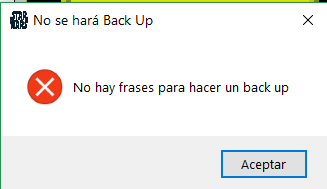 No se hará Back Up
No hay frases para hacer un back up
Aceptar